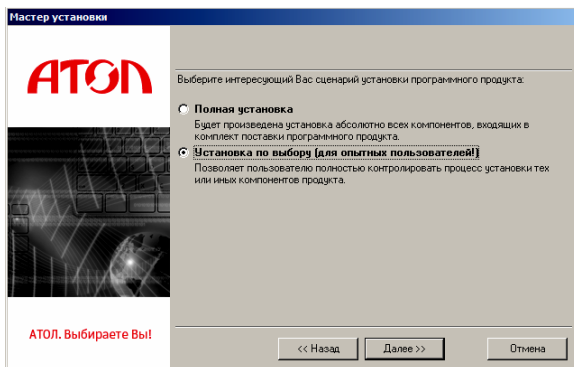 Мастер установки
АТОЛ
Выберите интересующий Вас сценарий установки программного продукта:
Полная установка
Будет произведена установка абсолютно всех компонентов, входящих в
комплект поставки программного продукта.
Установка по выбору (для опытных пользователей!)
Позволяет пользователю полностью контролировать процесс установки тех
или иных компонентов продукта.
АТОЛ. Выбираете Вы!
<< Назад
Далее >>
Отмена